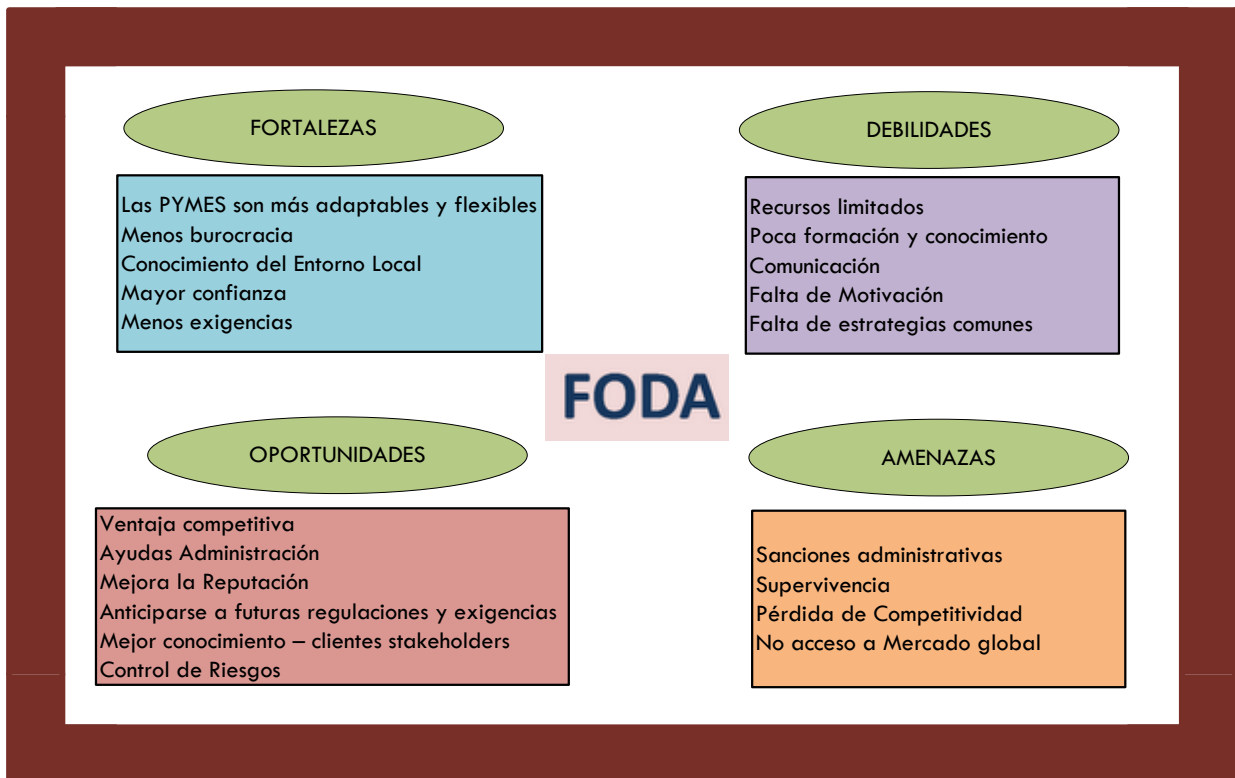 FORTALEZAS
Las PYMES son más adaptables y flexibles
Menos burocracia
Conocimiento del Entorno Local
Mayor confianza
Menos exigencias
DEBILIDADES
Recursos limitados
Poca formación y conocimiento
Comunicación
Falta de Motivación
Falta de estrategias comunes
FODA
OPORTUNIDADES
Ventaja competitiva
Ayudas Administración
Mejora la Reputación
Anticiparse a futuras regulaciones y exigencias
Mejor conocimiento – clientes stakeholders
Control de Riesgos
AMENAZAS
Sanciones administrativas
Supervivencia
Pérdida de Competitividad
No acceso a Mercado global